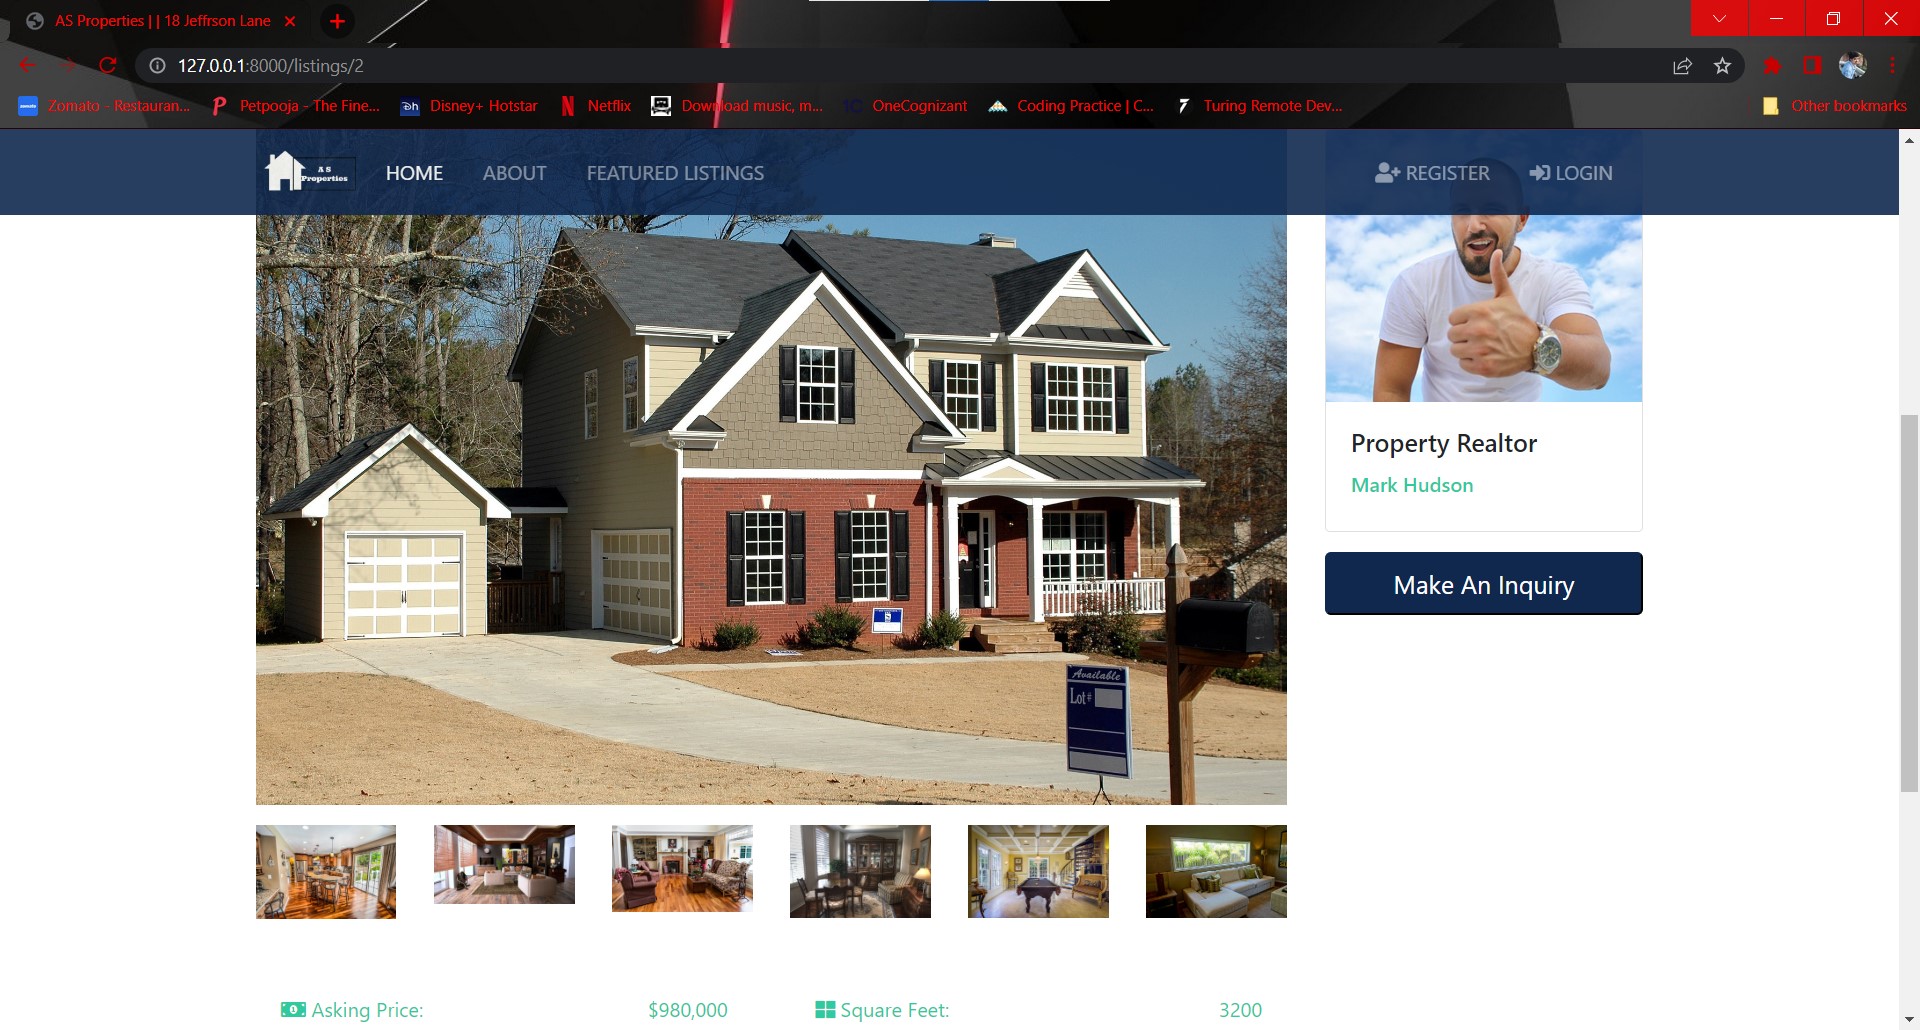 AS Properties | | 18 Jeffrson Lane
127.0.0.1:8000/listings/2
Zomato - Restauran... Petpooja - The Fine... Disney+ Hotstar Netflix Download music, m... 1C OneCognizant Coding Practice | C... Turing Remote Dev... Other bookmarks
A S
Properties
HOME ABOUT FEATURED LISTINGS REGISTER LOGIN
Property Realtor
Mark Hudson
Make An Inquiry
Available
Lot #
Asking Price: $980,000 Square Feet: 3200